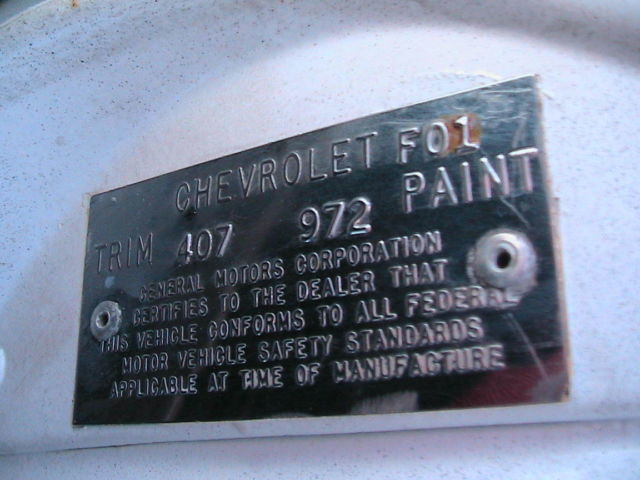 CHEVROLET F01
TRIM 407 972 PAINT
GENERAL MOTORS CORPORATION
CERTIFIES TO THE DEALER THAT
THIS VEHICLE CONFORMS TO ALL FEDERAL
MOTOR VEHICLE SAFETY STANDARDS
APPLICABLE AT TIME OF MANUFACTURE